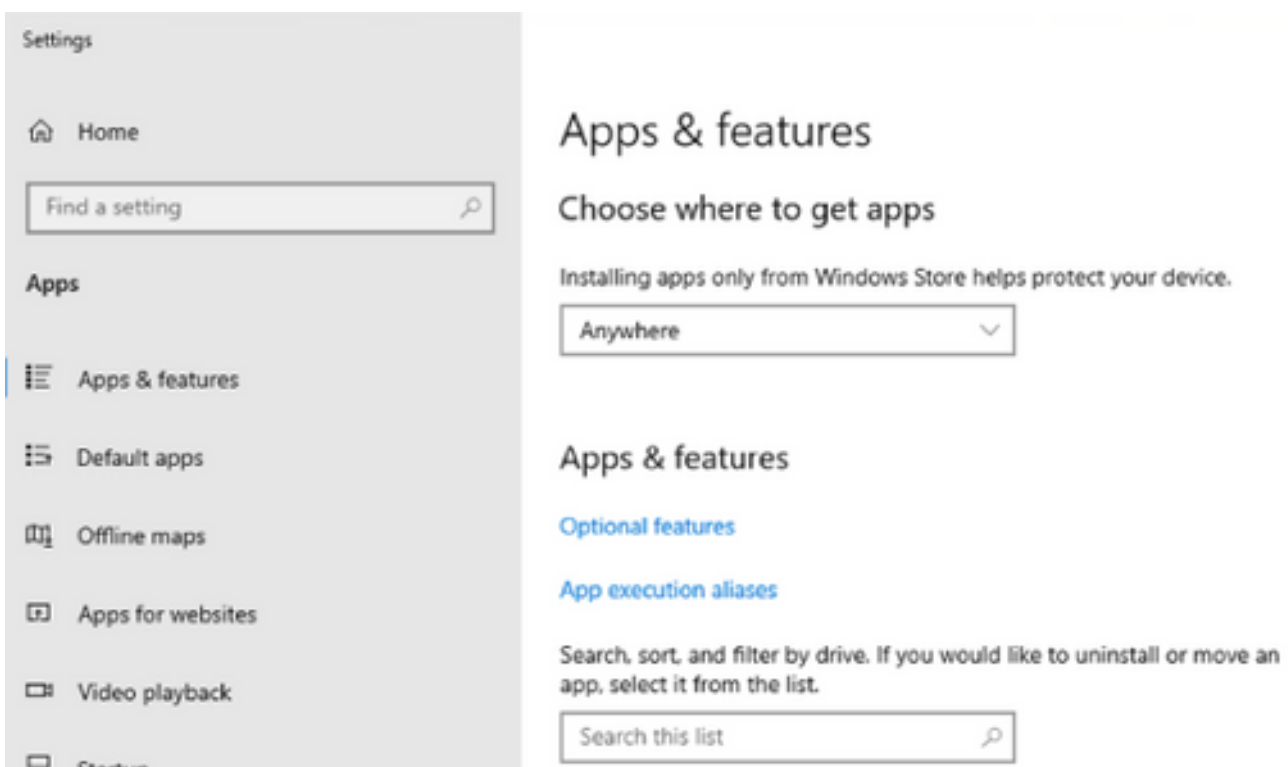 Settings
Home
Find a setting
Apps
Apps & features
Default apps
Offline maps
Apps for websites
Video playback
Apps & features
Choose where to get apps
Installing apps only from Windows Store helps protect your device.
Anywhere
Apps & features
Optional features
App execution aliases
Search, sort, and filter by drive. If you would like to uninstall or move an
app, select it from the list.
Search this list